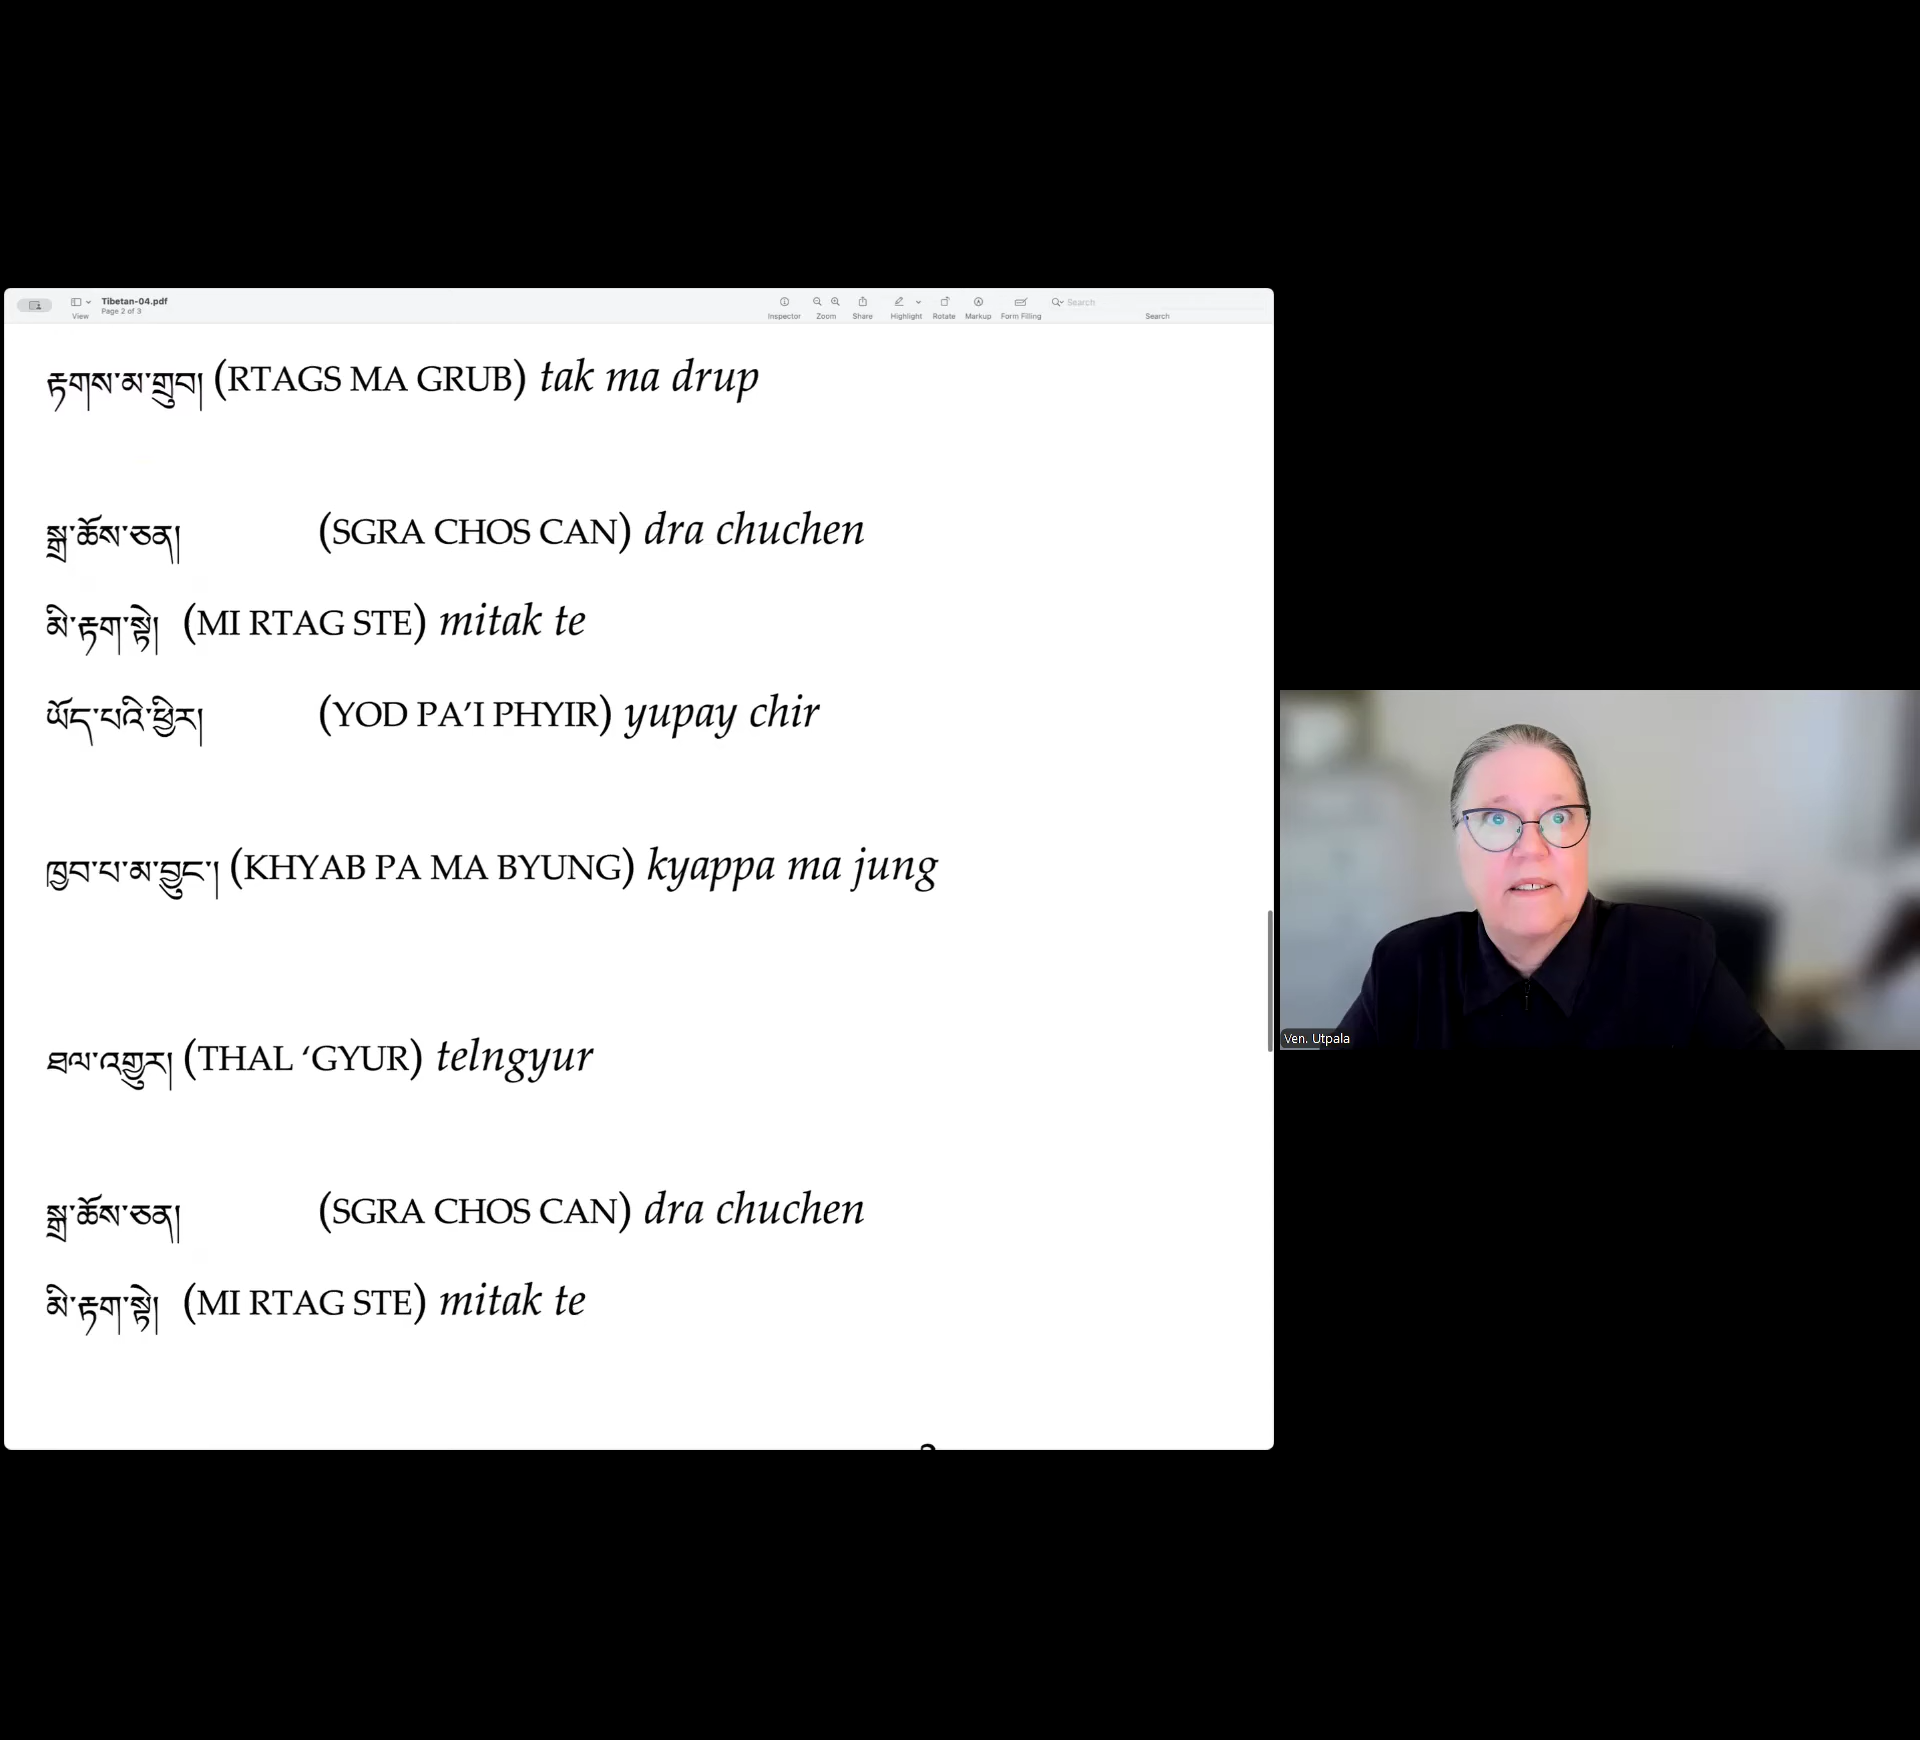 Tibetan-04.pdf
Page 2 of 3
View
Inspector
Zoom
Share
Highlight
Rotate
Markup
Form Filling
Search
Search
རྟགས་མ་གྲུབ། (RTAGS MA GRUB) tak ma drup
སྒྲ་ཆོས་ཅན། (SGRA CHOS CAN) dra chuchen
མི་རྟག་སྟེ། (MI RTAG STE) mitak te
ཡོད་པའི་ཕྱིར། (YOD PA’I PHYIR) yupay chir
ཁྱབ་པ་མ་བྱུང་། (KHYAB PA MA BYUNG) kyappa ma jung
ཐལ་འགྱུར། (THAL ‘GYUR) telngyur
སྒྲ་ཆོས་ཅན། (SGRA CHOS CAN) dra chuchen
མི་རྟག་སྟེ། (MI RTAG STE) mitak te
Ven. Utpala